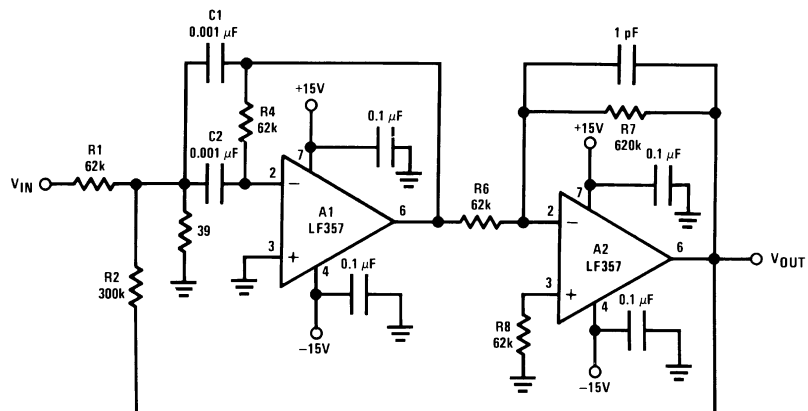 C1
0.001 µF
1 pF
+15V
R4
62k
0.1 µF
R7
620k
+15V
C2
0.001 µF
R1
62k
0.1 µF
7
2
−
V_IN
A1
LF357
6
R6
62k
7
2
−
39
3
+
A2
LF357
6
V_OUT
R2
300k
4
0.1 µF
3
+
0.1 µF
4
R8
62k
−15V
−15V